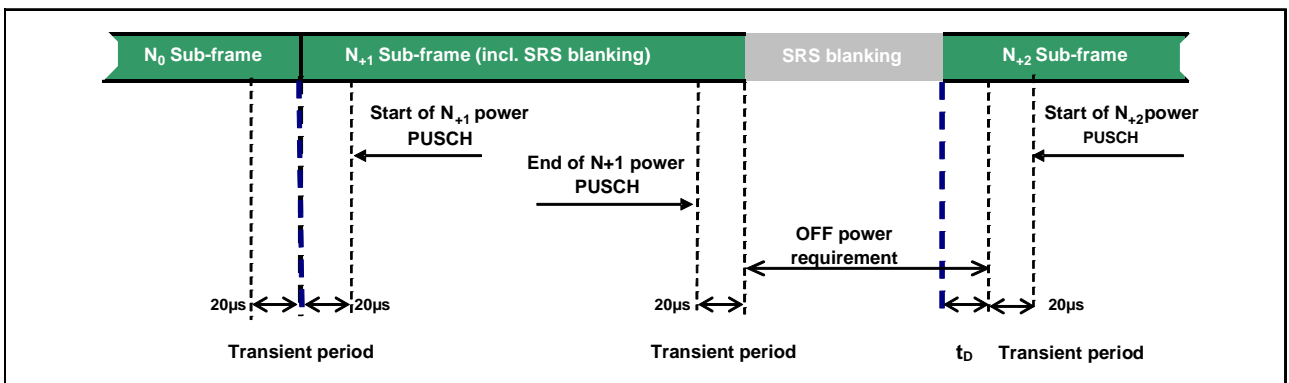 N0 Sub-frame
N+1 Sub-frame (incl. SRS blanking)
SRS blanking
N+2 Sub-frame
Start of N+1 power
PUSCH
Start of N+2power
PUSCH
End of N+1 power
PUSCH
OFF power
requirement
20µs
20µs
20µs
20µs
Transient period
Transient period
tD
Transient period